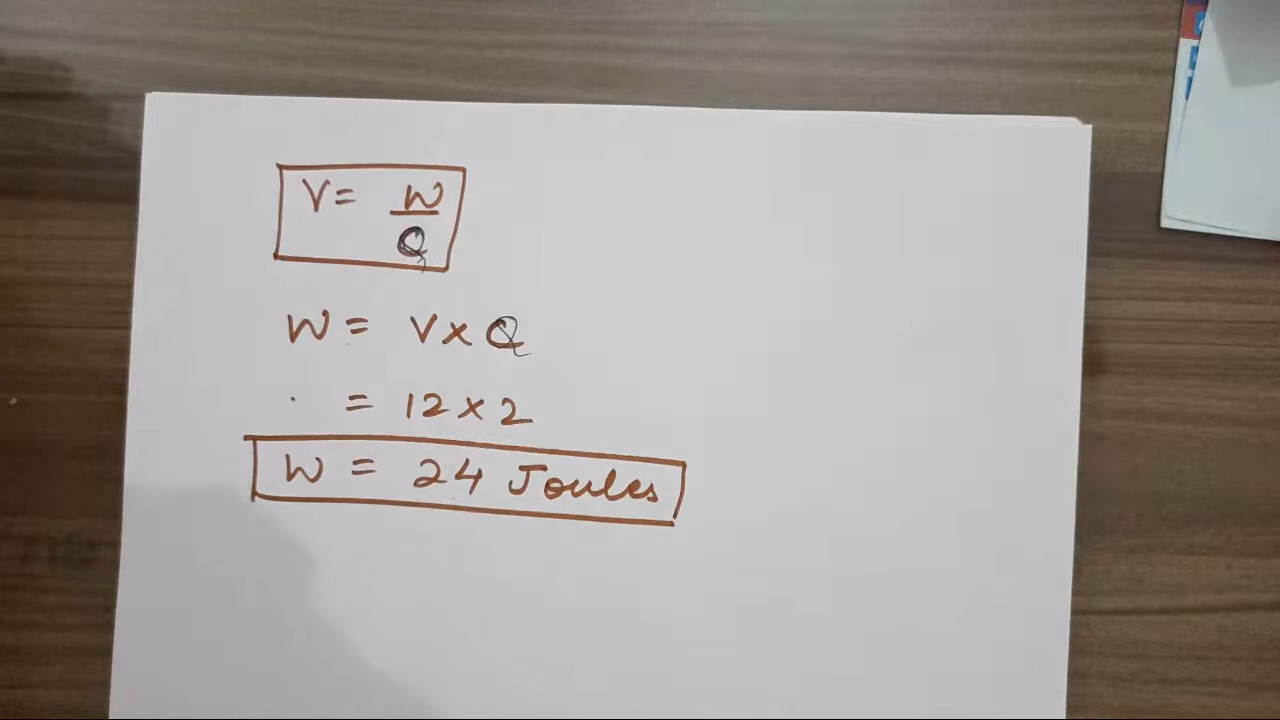 V = W
Q
W = V x Q
= 12 x 2
W = 24 Joules